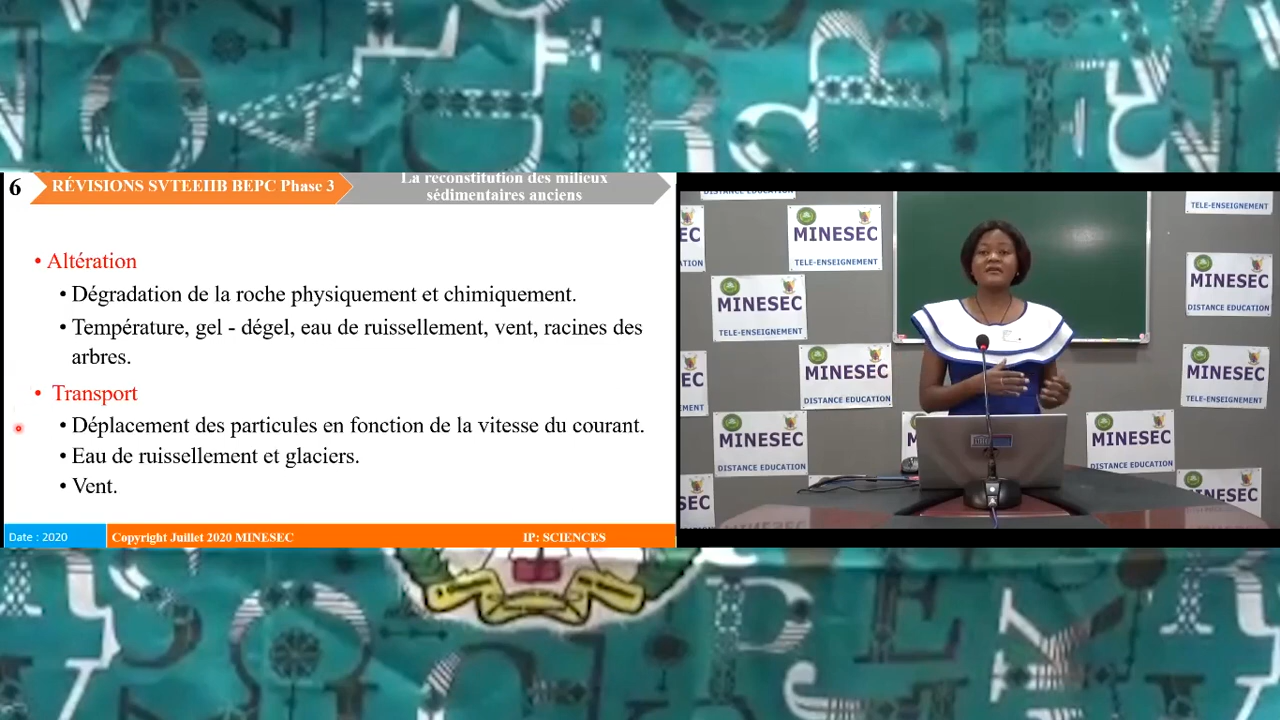 6
RÉVISIONS SVTEEHB BEPC Phase 3
La reconstitution des milieux
sédimentaires anciens
• Altération
• Dégradation de la roche physiquement et chimiquement.
• Température, gel - dégel, eau de ruissellement, vent, racines des
arbres.
• Transport
• Déplacement des particules en fonction de la vitesse du courant.
• Eau de ruissellement et glaciers.
• Vent.
Date : 2020
Copyright Juillet 2020 MINESEC
IP: SCIENCES
DISTANCE EDUCATION
TELE-ENSEIGNEMENT
MINESEC
TELE-ENSEIGNEMENT
MINESEC
TELE-ENSEIGNEMENT
MINESEC
DISTANCE EDUCATION
MINESEC
DISTANCE EDUCATION
MINESEC
DISTANCE EDUCATION
MINESEC
TELE-ENSEIGNEMENT
MINESEC
DISTANCE EDUCATION
MINESEC